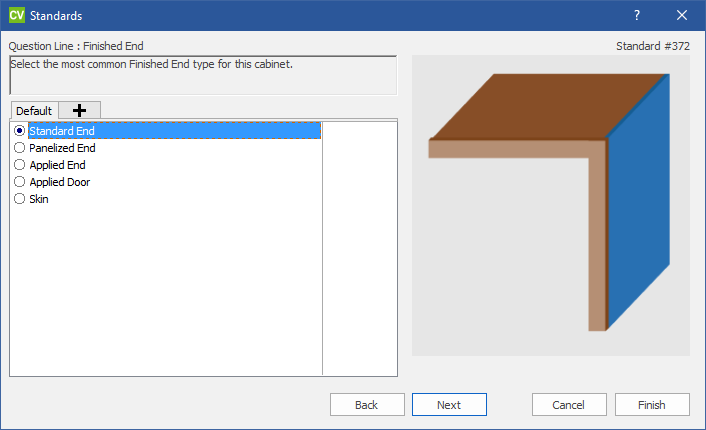 CV Standards ?
Question Line : Finished End Standard #372
Select the most common Finished End type for this cabinet.
Default
Standard End
Panelized End
Applied End
Applied Door
Skin
Back Next Cancel Finish